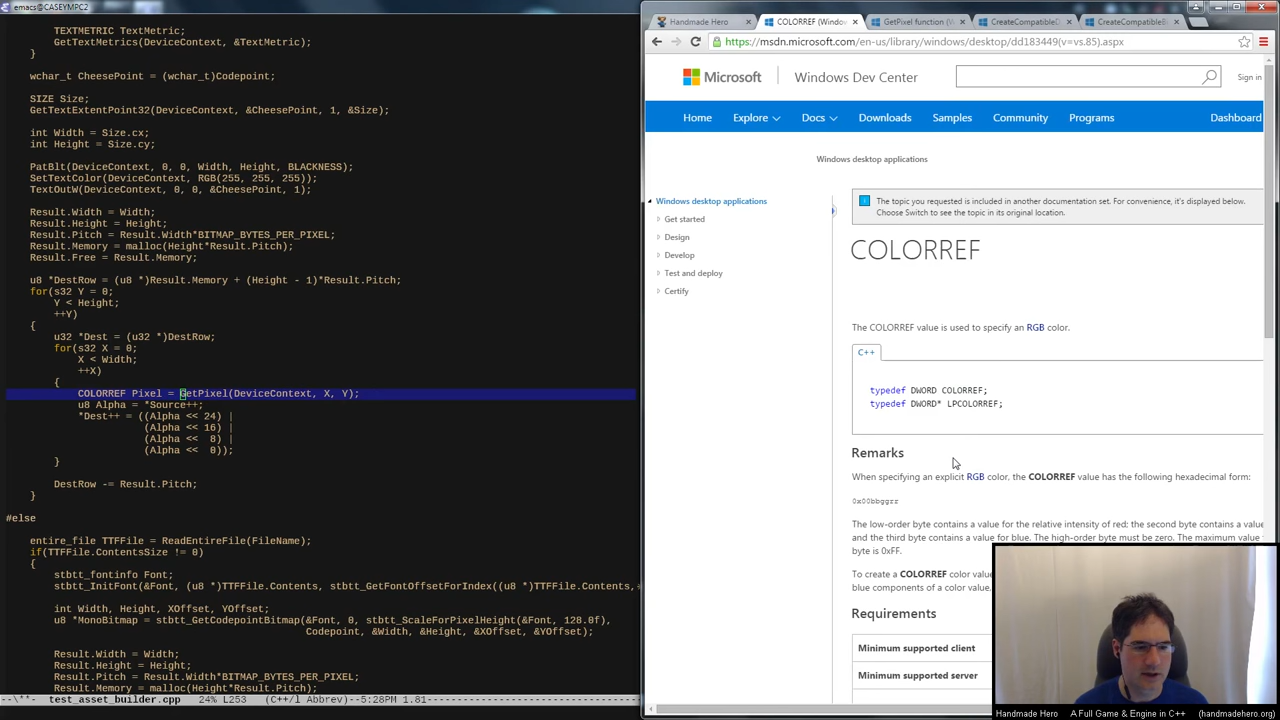 emacs@CASEYMPC2
TEXTMETRIC TextMetric;
GetTextMetrics(DeviceContext, &TextMetric);
}
wchar_t CheesePoint = (wchar_t)Codepoint;
SIZE Size;
GetTextExtentPoint32(DeviceContext, &CheesePoint, 1, &Size);
int Width = Size.cx;
int Height = Size.cy;
PatBlt(DeviceContext, 0, 0, Width, Height, BLACKNESS);
SetTextColor(DeviceContext, RGB(255, 255, 255));
TextOutW(DeviceContext, 0, 0, &CheesePoint, 1);
Result.Width = Width;
Result.Height = Height;
Result.Pitch = Result.Width*BITMAP_BYTES_PER_PIXEL;
Result.Memory = malloc(Height*Result.Pitch);
Result.Free = Result.Memory;
u8 *DestRow = (u8 *)Result.Memory + (Height - 1)*Result.Pitch;
for(s32 Y = 0;
Y < Height;
++Y)
{
u32 *Dest = (u32 *)DestRow;
for(s32 X = 0;
X < Width;
++X)
{
COLORREF Pixel = GetPixel(DeviceContext, X, Y);
u8 Alpha = *Source++;
*Dest++ = ((Alpha << 24) |
(Alpha << 16) |
(Alpha << 8) |
(Alpha << 0));
}
DestRow -= Result.Pitch;
}
#else
entire_file TTFFile = ReadEntireFile(FileName);
if(TTFFile.ContentsSize != 0)
{
stbtt_fontinfo Font;
stbtt_InitFont(&Font, (u8 *)TTFFile.Contents, stbtt_GetFontOffsetForIndex((u8 *)TTFFile.Contents,
int Width, Height, XOffset, YOffset;
u8 *MonoBitmap = stbtt_GetCodepointBitmap(&Font, 0, stbtt_ScaleForPixelHeight(&Font, 128.0f),
Codepoint, &Width, &Height, &XOffset, &YOffset);
Result.Width = Width;
Result.Height = Height;
Result.Pitch = Result.Width*BITMAP_BYTES_PER_PIXEL;
Result.Memory = malloc(Height*Result.Pitch);
--\**- test_asset_builder.cpp 24% L253 (C++/l Abbrev)--5:28PM 1.81
Handmade Hero
COLORREF (Window
GetPixel function (W
CreateCompatibleD
CreateCompatibleB
https://msdn.microsoft.com/en-us/library/windows/desktop/dd183449(v=vs.85).aspx
Microsoft
Windows Dev Center
Sign in
Home Explore Docs Downloads Samples Community Programs Dashboard
Windows desktop applications
Windows desktop applications
Get started
Design
Develop
Test and deploy
Certify
The topic you requested is included in another documentation set. For convenience, it's displayed below.
Choose Switch to see the topic in its original location.
COLORREF
The COLORREF value is used to specify an RGB color.
C++
typedef DWORD COLORREF;
typedef DWORD* LPCOLORREF;
Remarks
When specifying an explicit RGB color, the COLORREF value has the following hexadecimal form:
0x00bbggrr
The low-order byte contains a value for the relative intensity of red; the second byte contains a value
and the third byte contains a value for blue. The high-order byte must be zero. The maximum value
byte is 0xFF.
To create a COLORREF color value
blue components of a color value,
Requirements
Minimum supported client
Minimum supported server
Handmade Hero A Full Game & Engine in C++ (handmadehero.org)